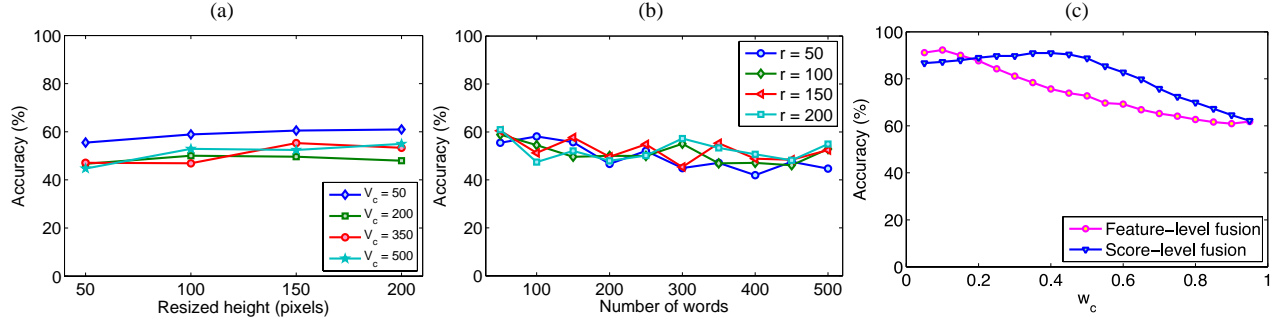 (a)
100
80
60
40
20
0
50
100
150
200
Accuracy (%)
Resized height (pixels)
V_c = 50
V_c = 200
V_c = 350
V_c = 500
(b)
100
80
60
40
20
0
100
200
300
400
500
Accuracy (%)
Number of words
r = 50
r = 100
r = 150
r = 200
(c)
100
80
60
40
20
0
0
0.2
0.4
0.6
0.8
1
Accuracy (%)
w_c
Feature-level fusion
Score-level fusion